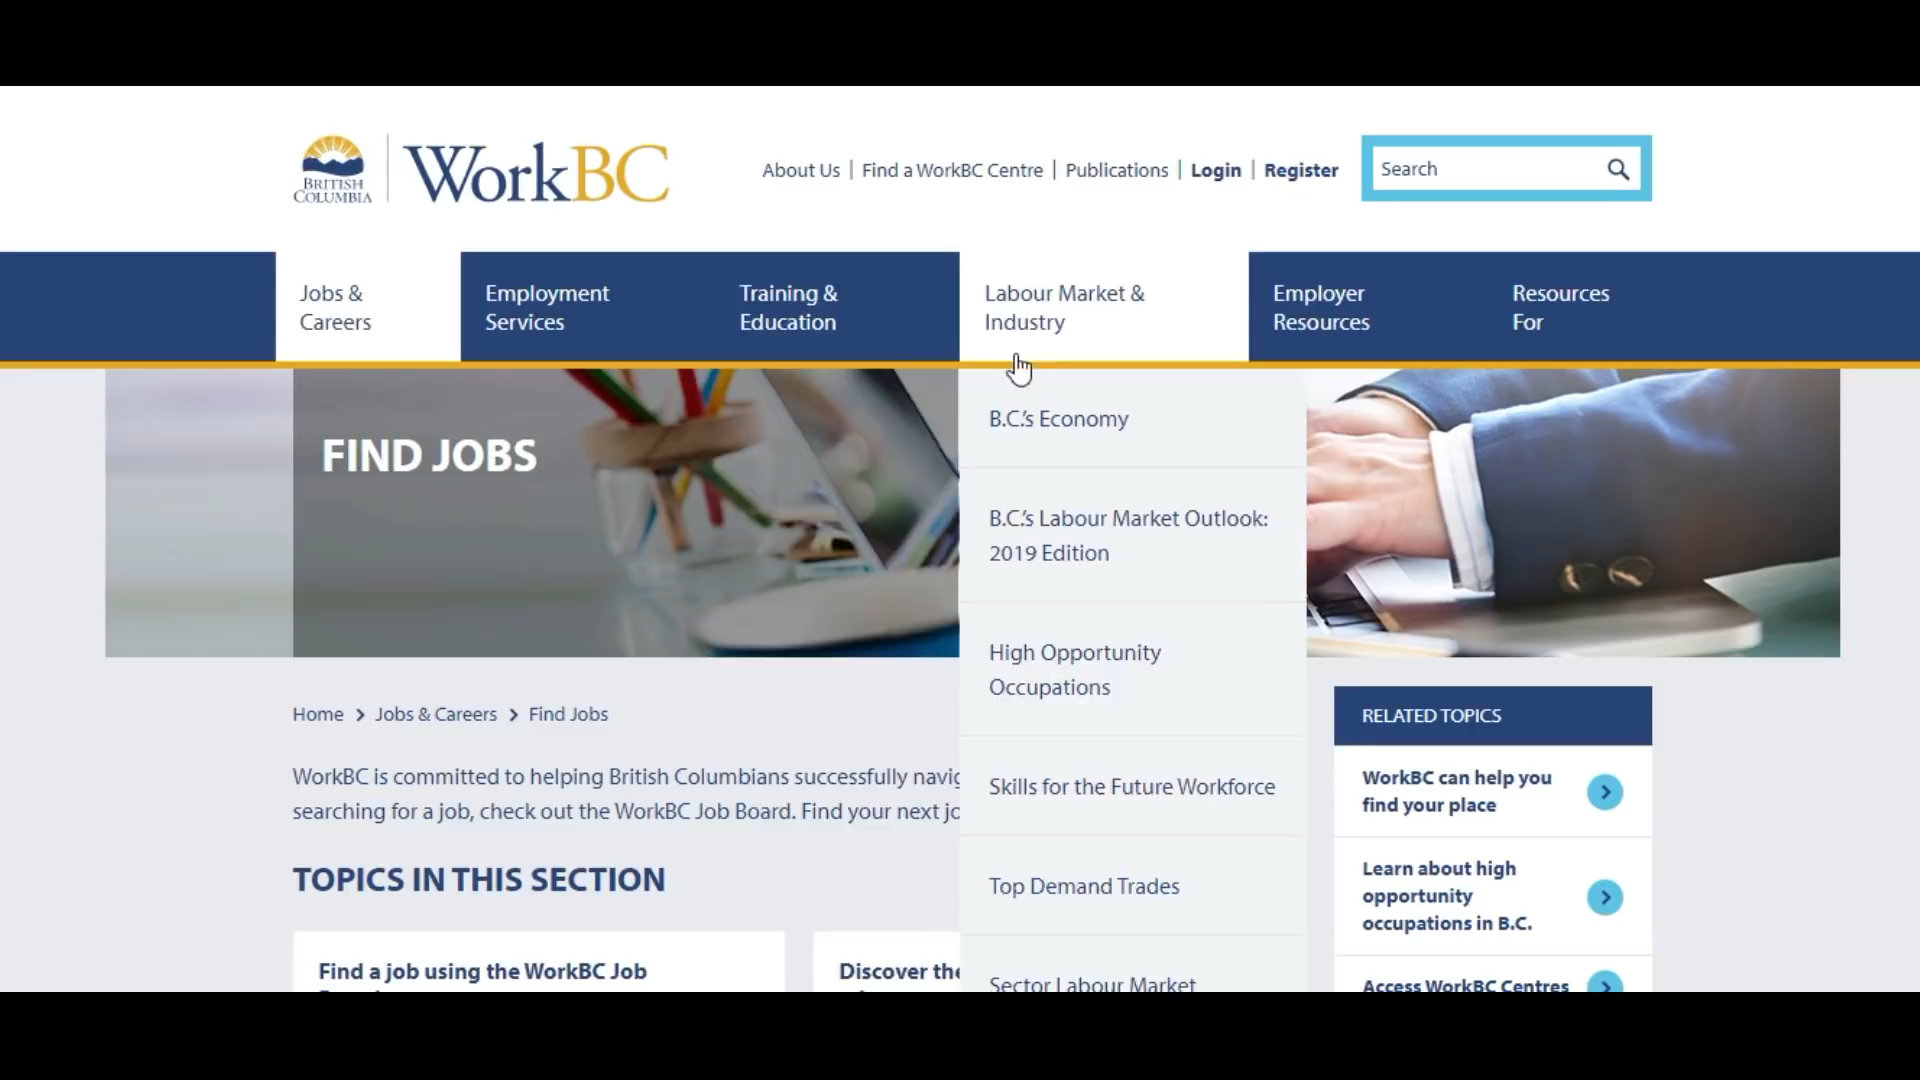 BRITISH
COLUMBIA
WorkBC
About Us | Find a WorkBC Centre | Publications | Login | Register
Search
Jobs &
Careers
Employment
Services
Training &
Education
Labour Market &
Industry
Employer
Resources
Resources
For
FIND JOBS
B.C.'s Economy
B.C.'s Labour Market Outlook:
2019 Edition
High Opportunity
Occupations
Skills for the Future Workforce
Top Demand Trades
Sector Labour Market
Home > Jobs & Careers > Find Jobs
WorkBC is committed to helping British Columbians successfully
searching for a job, check out the WorkBC Job Board. Find your next
TOPICS IN THIS SECTION
Find a job using the WorkBC Job
Discover the
RELATED TOPICS
WorkBC can help you
find your place
Learn about high
opportunity
occupations in B.C.
Access WorkBC Centres